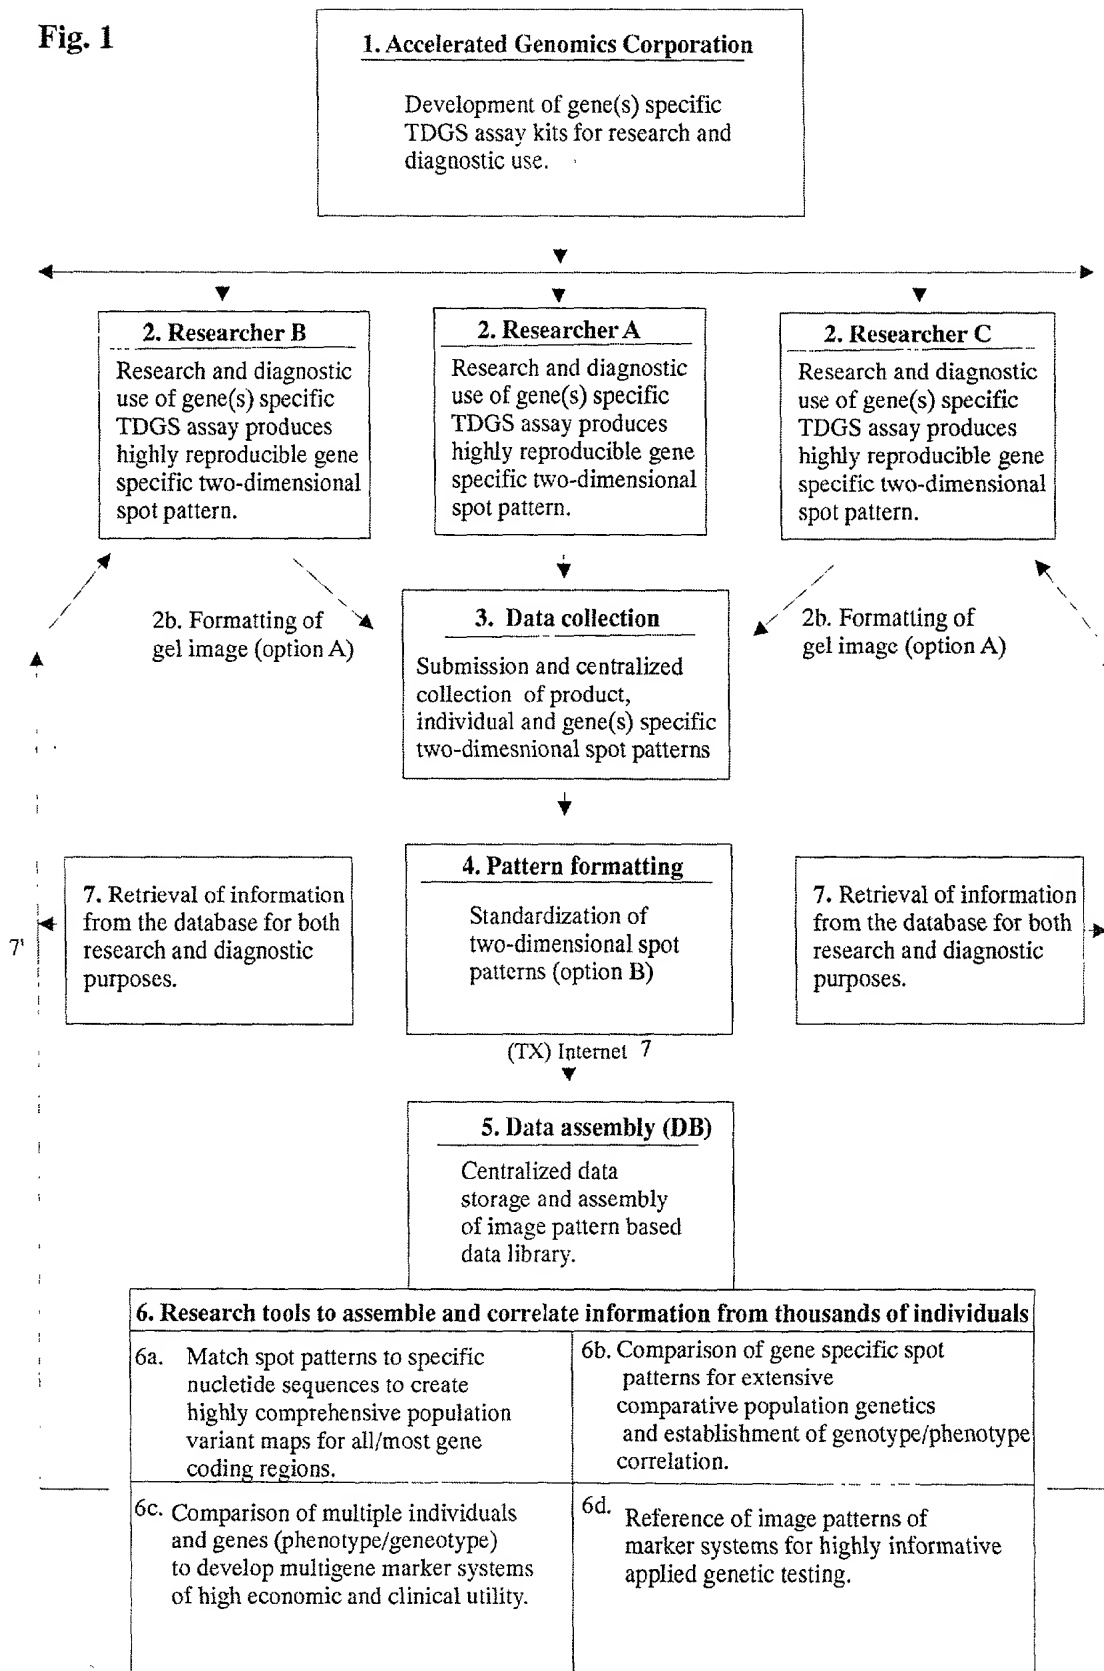 Fig. 1
1. Accelerated Genomics Corporation
Development of gene(s) specific
TDGS assay kits for research and
diagnostic use.
2. Researcher B
Research and diagnostic
use of gene(s) specific
TDGS assay produces
highly reproducible gene
specific two-dimensional
spot pattern.
2. Researcher A
Research and diagnostic
use of gene(s) specific
TDGS assay produces
highly reproducible gene
specific two-dimensional
spot pattern.
2. Researcher C
Research and diagnostic
use of gene(s) specific
TDGS assay produces
highly reproducible gene
specific two-dimensional
spot pattern.
2b. Formatting of
gel image (option A)
3. Data collection
Submission and centralized
collection of product,
individual and gene(s) specific
two-dimesnional spot patterns
2b. Formatting of
gel image (option A)
7. Retrieval of information
from the database for both
research and diagnostic
purposes.
7'
4. Pattern formatting
Standardization of
two-dimensional spot
patterns (option B)
7. Retrieval of information
from the database for both
research and diagnostic
purposes.
(TX) Internet 7
5. Data assembly (DB)
Centralized data
storage and assembly
of image pattern based
data library.
6. Research tools to assemble and correlate information from thousands of individuals
6a. Match spot patterns to specific
nucletide sequences to create
highly comprehensive population
variant maps for all/most gene
coding regions.
6b. Comparison of gene specific spot
patterns for extensive
comparative population genetics
and establishment of genotype/phenotype
correlation.
6c. Comparison of multiple individuals
and genes (phenotype/geneotype)
to develop multigene marker systems
of high economic and clinical utility.
6d. Reference of image patterns of
marker systems for highly informative
applied genetic testing.